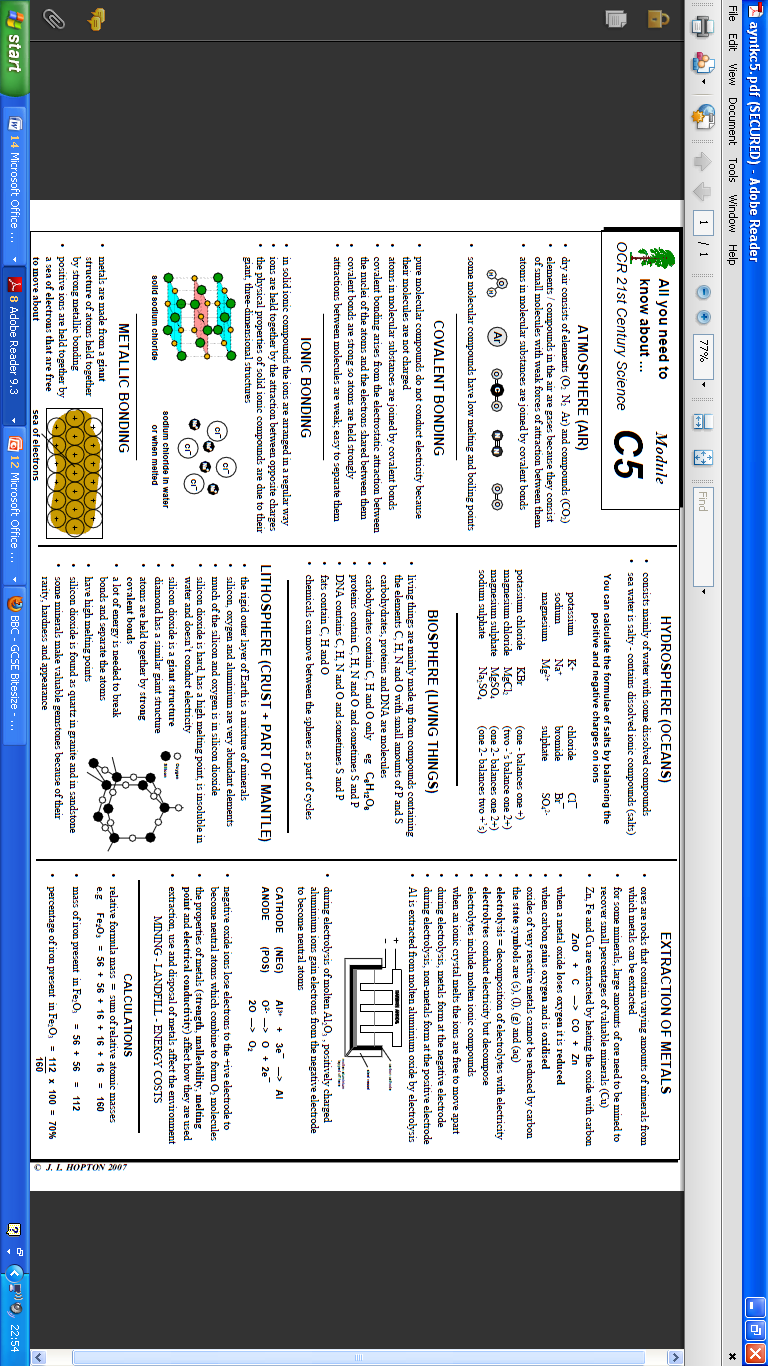 ayntkc5.pdf (SECURED) - Adobe Reader
File Edit View Document Tools Window Help
1 / 1 77% Find
All you need to
know about ...
Module
OCR 21st Century Science
C5
ATMOSPHERE (AIR)
• dry air consists of elements (O₂ N₂ Ar) and compounds (CO₂)
• elements / compounds in the air are gases because they consist
of small molecules with weak forces of attraction between them
• atoms in molecular substances are joined by covalent bonds
Ar
• some molecular compounds have low melting and boiling points
COVALENT BONDING
• pure molecular compounds do not conduct electricity because
their molecules are not charged
• atoms in molecular substances are joined by covalent bonds
• covalent bonding arises from the electrostatic attraction between
the nuclei of the atoms and the electrons shared between them
• covalent bonds are strong so atoms are held strongly
• attractions between molecules are weak; easy to separate them
IONIC BONDING
• in solid ionic compounds the ions are arranged in a regular way
• ions are held together by the attraction between opposite charges
• the physical properties of solid ionic compounds are due to their
giant, three-dimensional structures
solid sodium chloride
sodium chloride in water
or when melted
METALLIC BONDING
• metals are made from a giant
structure of atoms held together
by strong metallic bonding
• positive ions are held together by
a sea of electrons that are free
to move about
sea of electrons
HYDROSPHERE (OCEANS)
• consists mainly of water with some dissolved compounds
• sea water is salty - contains dissolved ionic compounds (salts)
You can calculate the formulae of salts by balancing the
positive and negative charges on ions
potassium K⁺ chloride Cl⁻
sodium Na⁺ bromide Br⁻
magnesium Mg²⁺ sulphate SO₄²⁻
potassium chloride KBr (one - balances one +)
magnesium chloride MgCl₂ (two -'s balance one 2+)
magnesium sulphate MgSO₄ (one 2- balances one 2+)
sodium sulphate Na₂SO₄ (one 2- balances two +'s)
BIOSPHERE (LIVING THINGS)
• living things are mainly made up from compounds containing
the elements C, H, N and O with small amounts of P and S
• carbohydrates, proteins and DNA are molecules
• carbohydrates contain C, H and O only eg C₆H₁₂O₆
• proteins contain C, H, N and O and sometimes S and P
• DNA contains C, H, N and O and sometimes S and P
• fats contain C, H and O
• chemicals can move between the spheres as part of cycles
LITHOSPHERE (CRUST + PART OF MANTLE)
• the rigid outer layer of Earth is a mixture of minerals
• silicon, oxygen and aluminium are very abundant elements
• much of the silicon and oxygen is in silicon dioxide
• silicon dioxide is hard, has a high melting point, is insoluble in
water and doesn't conduct electricity
• silicon dioxide is a giant structure
• diamond has a similar giant structure
• atoms are held together by strong
covalent bonds
• a lot of energy is needed to break
bonds and separate the atoms
• have high melting points
• silicon dioxide is found as quartz in granite and in sandstone
• some minerals make valuable gemstones because of their
rarity, hardness and appearance
EXTRACTION OF METALS
• ores are rocks that contain varying amounts of minerals from
which metals can be extracted
• for some minerals, large amounts of ore need to be mined to
recover small percentages of valuable minerals (Cu)
• Zn, Fe and Cu are extracted by heating the oxide with carbon
ZnO + C —> CO + Zn
• when a metal oxide loses oxygen it is reduced
• when carbon gains oxygen and is oxidised
• oxides of very reactive metals cannot be reduced by carbon
• the state symbols are (s), (l), (g) and (aq)
• electrolysis = decomposition of electrolytes with electricity
• electrolytes conduct electricity but decompose
• electrolytes include molten ionic compounds
• when an ionic crystal melts the ions are free to move apart
• during electrolysis, metals form at the negative electrode
• during electrolysis, non-metals form at the positive electrode
• Al is extracted from molten aluminium oxide by electrolysis
• during electrolysis of molten Al₂O₃, positively charged
aluminium ions gain electrons from the negative electrode
to become neutral atoms
CATHODE (NEG) Al³⁺ + 3e⁻ —> Al
ANODE (POS) O²⁻ —> O + 2e⁻
2O —> O₂
• negative oxide ions lose electrons to the +ive electrode to
become neutral atoms which combine to form O₂ molecules
• the properties of metals (strength, malleability, melting
point and electrical conductivity) affect how they are used
• extraction, use and disposal of metals affect the environment
MINING - LANDFILL - ENERGY COSTS
CALCULATIONS
• relative formula mass = sum of relative atomic masses
e.g Fe₂O₃ = 56 + 56 + 16 + 16 + 16 = 160
• mass of iron present in Fe₂O₃ = 56 + 56 = 112
• percentage of iron present in Fe₂O₃ = 112 x 100 = 70%
160
© J. L. HOPTON 2007
start
14 Microsoft Office ...
8 Adobe Reader 9.3
12 Microsoft Office ...
BBC - GCSE Bitesize - ...
22:54